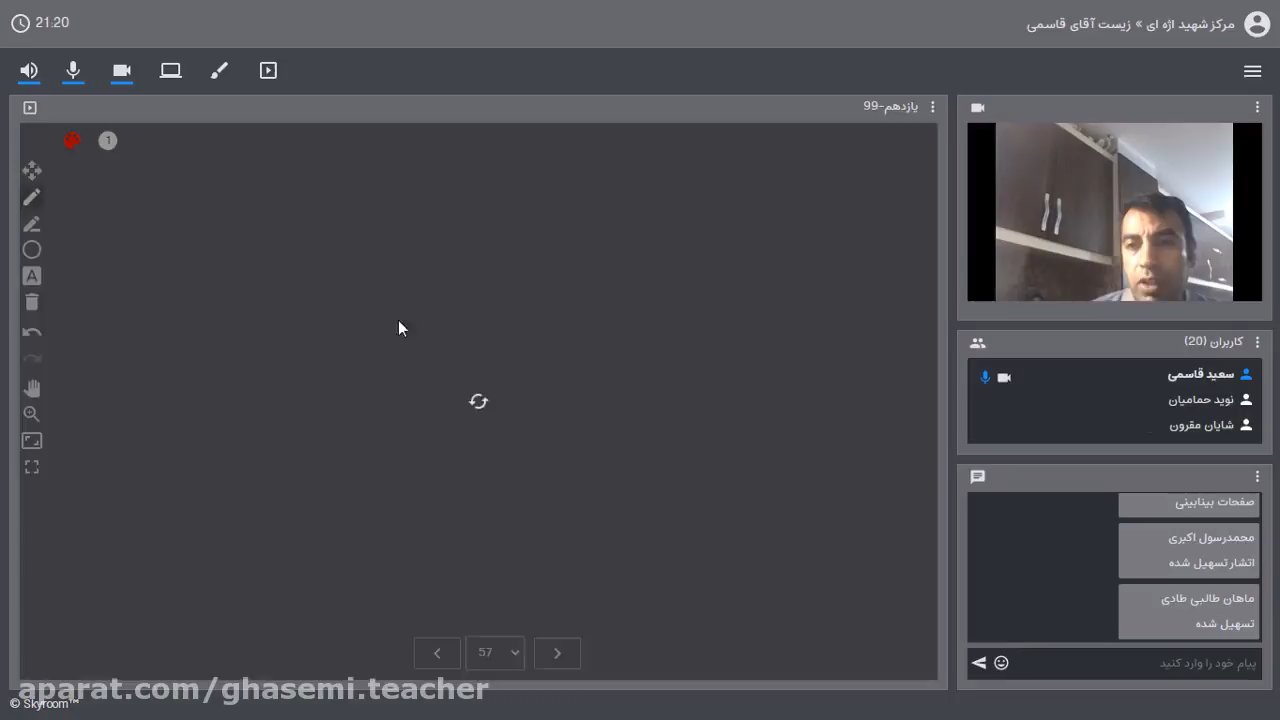 21.20
مرکز شهید اژه ای » زیست آقای قاسمی
یازدهم-99
1
A
کاربران (20)
سعید قاسمی
نوید حمامیان
شایان مقرون
صفحات بینابینی
محمدرسول اکبری
انتشار تسهیل شده
ماهان طالبی طادی
تسهیل شده
پیام خود را وارد کنید
57
aparat.com/ghasemi.teacher
© Skyroom™